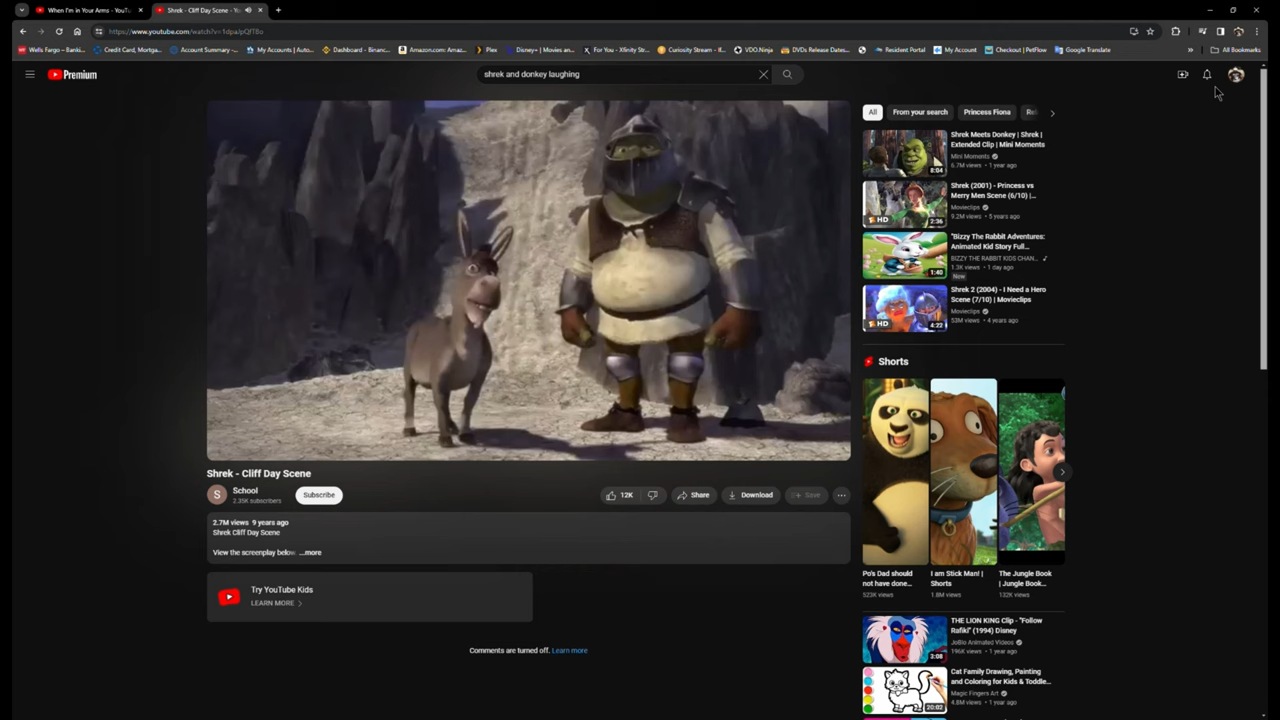 When I'm in Your Arms - YouTu
Shrek - Cliff Day Scene - You
https://www.youtube.com/watch?v=1dpa/pQfT8o
Wells Fargo – Banki...
Credit Card, Mortga...
Account Summary -...
My Accounts | Auto...
Dashboard - Binanc...
Amazon.com: Amaz...
Plex
Disney+ | Movies an...
For You - Xfinity Str...
Curiosity Stream - It...
VDO.Ninja
DVDs Release Dates...
Resident Portal
My Account
Checkout | PetFlow
Google Translate
»
All Bookmarks
Premium
shrek and donkey laughing
All
From your search
Princess Fiona
Shrek Meets Donkey | Shrek |
Extended Clip | Mini Moments
Mini Moments
6.7M views • 1 year ago
8:04
Shrek (2001) - Princess vs
Merry Men Scene (6/10) |...
Movieclips
9.2M views • 5 years ago
HD
2:36
"Bizzy The Rabbit Adventures:
Animated Kid Story Full...
BIZZY THE RABBIT KIDS CHAN...
1.3K views • 1 day ago
New
1:40
Shrek 2 (2004) - I Need a Hero
Scene (7/10) | Movieclips
Movieclips
53M views • 4 years ago
HD
4:22
Shorts
Po's Dad should
not have done...
523K views
I am Stick Man! |
Shorts
1.8M views
The Jungle Book
| Jungle Book...
132K views
THE LION KING Clip - "Follow
Rafiki" (1994) Disney
JoBlo Animated Videos
196K views • 1 year ago
3:08
Cat Family Drawing, Painting
and Coloring for Kids & Toddle...
Magic Fingers Art
4.8M views • 1 year ago
20:02
Shrek - Cliff Day Scene
S
School
2.35K subscribers
Subscribe
12K
Share
Download
Save
2.7M views 9 years ago
Shrek Cliff Day Scene
View the screenplay below ...more
Try YouTube Kids
LEARN MORE
Comments are turned off. Learn more